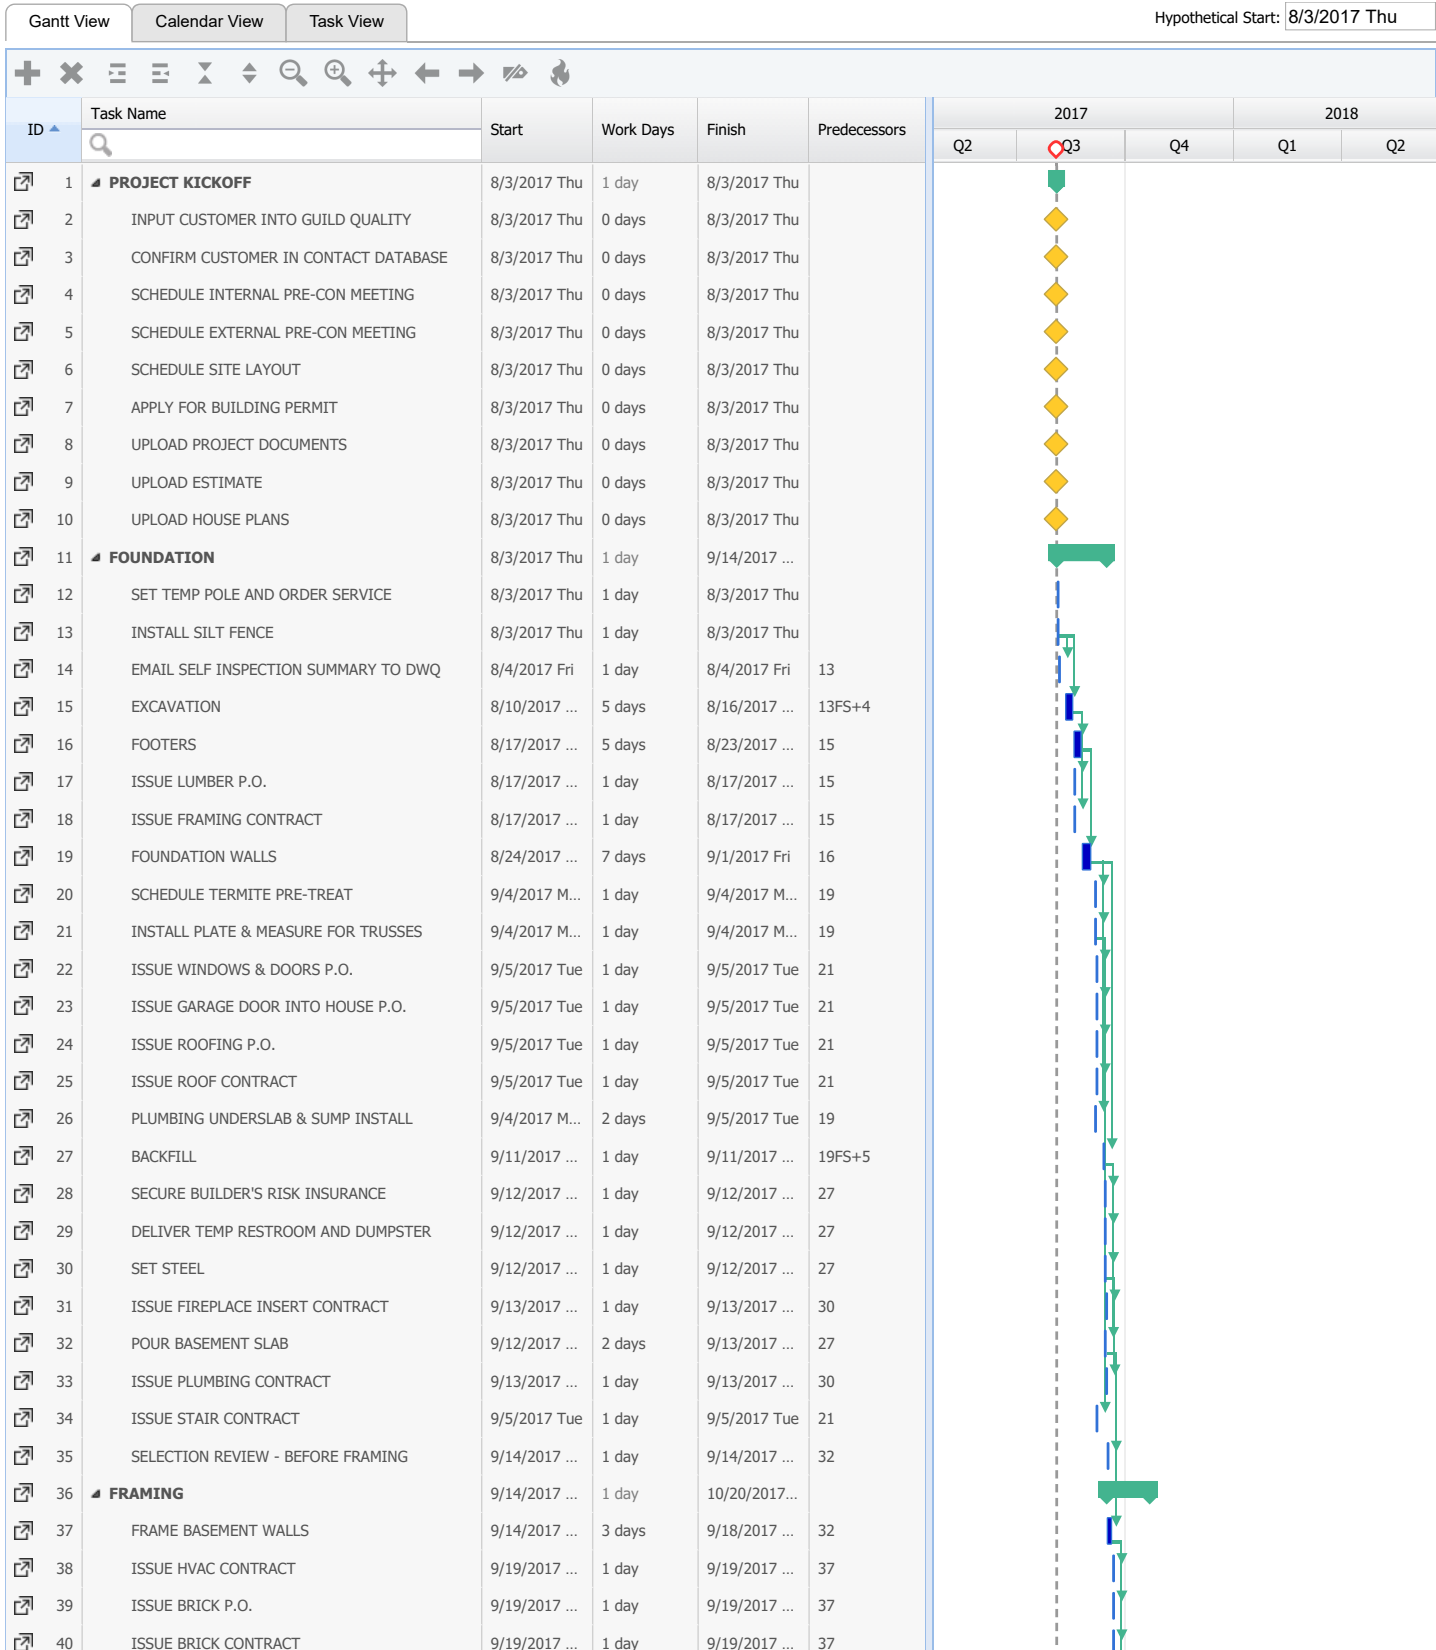 Gantt View Calendar View Task View Hypothetical Start: 8/3/2017 Thu
ID Task Name Start Work Days Finish Predecessors 2017 2018
Q2 Q3 Q4 Q1 Q2
1 PROJECT KICKOFF 8/3/2017 Thu 1 day 8/3/2017 Thu
2 INPUT CUSTOMER INTO GUILD QUALITY 8/3/2017 Thu 0 days 8/3/2017 Thu
3 CONFIRM CUSTOMER IN CONTACT DATABASE 8/3/2017 Thu 0 days 8/3/2017 Thu
4 SCHEDULE INTERNAL PRE-CON MEETING 8/3/2017 Thu 0 days 8/3/2017 Thu
5 SCHEDULE EXTERNAL PRE-CON MEETING 8/3/2017 Thu 0 days 8/3/2017 Thu
6 SCHEDULE SITE LAYOUT 8/3/2017 Thu 0 days 8/3/2017 Thu
7 APPLY FOR BUILDING PERMIT 8/3/2017 Thu 0 days 8/3/2017 Thu
8 UPLOAD PROJECT DOCUMENTS 8/3/2017 Thu 0 days 8/3/2017 Thu
9 UPLOAD ESTIMATE 8/3/2017 Thu 0 days 8/3/2017 Thu
10 UPLOAD HOUSE PLANS 8/3/2017 Thu 0 days 8/3/2017 Thu
11 FOUNDATION 8/3/2017 Thu 1 day 9/14/2017 ...
12 SET TEMP POLE AND ORDER SERVICE 8/3/2017 Thu 1 day 8/3/2017 Thu
13 INSTALL SILT FENCE 8/3/2017 Thu 1 day 8/3/2017 Thu
14 EMAIL SELF INSPECTION SUMMARY TO DWQ 8/4/2017 Fri 1 day 8/4/2017 Fri 13
15 EXCAVATION 8/10/2017 ... 5 days 8/16/2017 ... 13FS+4
16 FOOTERS 8/17/2017 ... 5 days 8/23/2017 ... 15
17 ISSUE LUMBER P.O. 8/17/2017 ... 1 day 8/17/2017 ... 15
18 ISSUE FRAMING CONTRACT 8/17/2017 ... 1 day 8/17/2017 ... 15
19 FOUNDATION WALLS 8/24/2017 ... 7 days 9/1/2017 Fri 16
20 SCHEDULE TERMITE PRE-TREAT 9/4/2017 M... 1 day 9/4/2017 M... 19
21 INSTALL PLATE & MEASURE FOR TRUSSES 9/4/2017 M... 1 day 9/4/2017 M... 19
22 ISSUE WINDOWS & DOORS P.O. 9/5/2017 Tue 1 day 9/5/2017 Tue 21
23 ISSUE GARAGE DOOR INTO HOUSE P.O. 9/5/2017 Tue 1 day 9/5/2017 Tue 21
24 ISSUE ROOFING P.O. 9/5/2017 Tue 1 day 9/5/2017 Tue 21
25 ISSUE ROOF CONTRACT 9/5/2017 Tue 1 day 9/5/2017 Tue 21
26 PLUMBING UNDERSLAB & SUMP INSTALL 9/4/2017 M... 2 days 9/5/2017 Tue 19
27 BACKFILL 9/11/2017 ... 1 day 9/11/2017 ... 19FS+5
28 SECURE BUILDER'S RISK INSURANCE 9/12/2017 ... 1 day 9/12/2017 ... 27
29 DELIVER TEMP RESTROOM AND DUMPSTER 9/12/2017 ... 1 day 9/12/2017 ... 27
30 SET STEEL 9/12/2017 ... 1 day 9/12/2017 ... 27
31 ISSUE FIREPLACE INSERT CONTRACT 9/13/2017 ... 1 day 9/13/2017 ... 30
32 POUR BASEMENT SLAB 9/12/2017 ... 2 days 9/13/2017 ... 27
33 ISSUE PLUMBING CONTRACT 9/13/2017 ... 1 day 9/13/2017 ... 30
34 ISSUE STAIR CONTRACT 9/5/2017 Tue 1 day 9/5/2017 Tue 21
35 SELECTION REVIEW - BEFORE FRAMING 9/14/2017 ... 1 day 9/14/2017 ... 32
36 FRAMING 9/14/2017 ... 1 day 10/20/2017...
37 FRAME BASEMENT WALLS 9/14/2017 ... 3 days 9/18/2017 ... 32
38 ISSUE HVAC CONTRACT 9/19/2017 ... 1 day 9/19/2017 ... 37
39 ISSUE BRICK P.O. 9/19/2017 ... 1 day 9/19/2017 ... 37
40 ISSUE BRICK CONTRACT 9/19/2017 ... 1 day 9/19/2017 ... 37